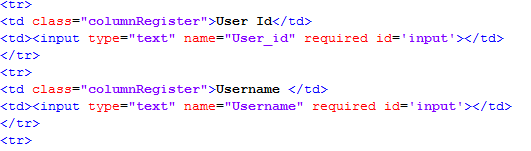 <tr>
<td class="columnRegister">User Id</td>
<td><input type="text" name="User_id" required id='input'></td>
</tr>
<tr>
<td class="columnRegister">Username </td>
<td><input type="text" name="Username" required id='input'></td>
</tr>
<tr>